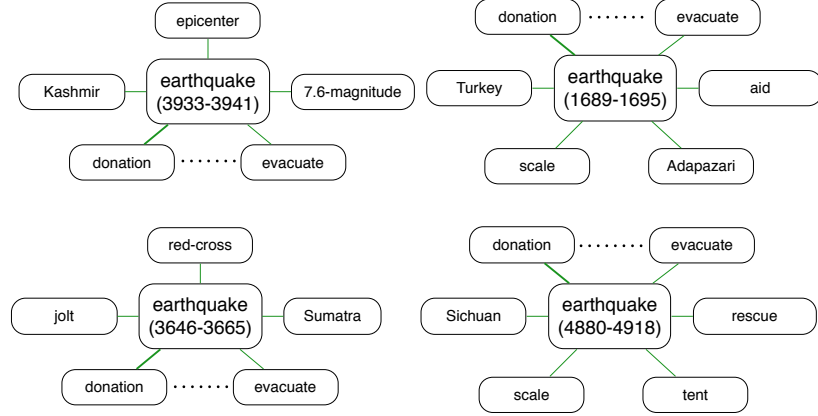 epicenter
Kashmir
earthquake
(3933-3941)
7.6-magnitude
donation
evacuate
donation
evacuate
Turkey
earthquake
(1689-1695)
aid
scale
Adapazari
red-cross
jolt
earthquake
(3646-3665)
Sumatra
donation
evacuate
donation
evacuate
Sichuan
earthquake
(4880-4918)
rescue
scale
tent